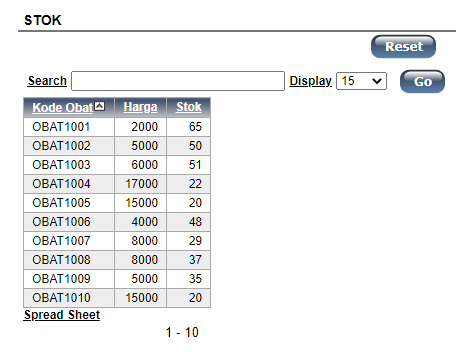 STOK
Reset
Search Display 15 Go
Kode Obat Harga Stok
OBAT1001 2000 65
OBAT1002 5000 50
OBAT1003 6000 51
OBAT1004 17000 22
OBAT1005 15000 20
OBAT1006 4000 48
OBAT1007 8000 29
OBAT1008 8000 37
OBAT1009 5000 35
OBAT1010 15000 20
Spread Sheet
1 - 10